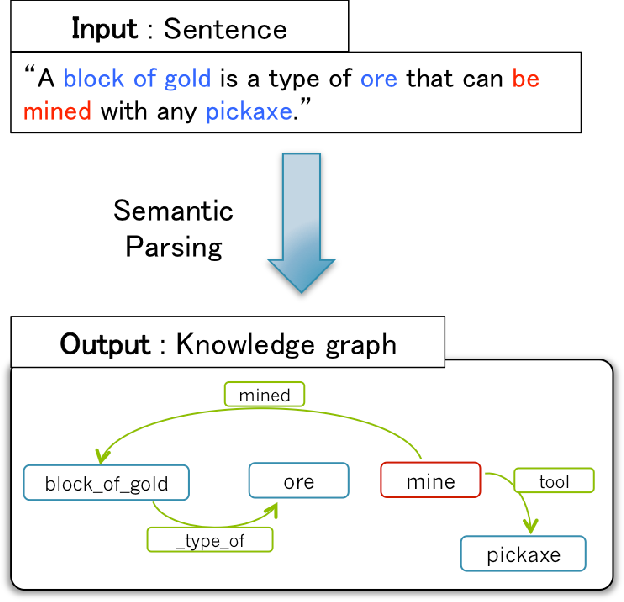 Input : Sentence
“A block of gold is a type of ore that can be
mined with any pickaxe.”
Semantic
Parsing
Output : Knowledge graph
mined
block_of_gold
ore
mine
tool
_type_of
pickaxe